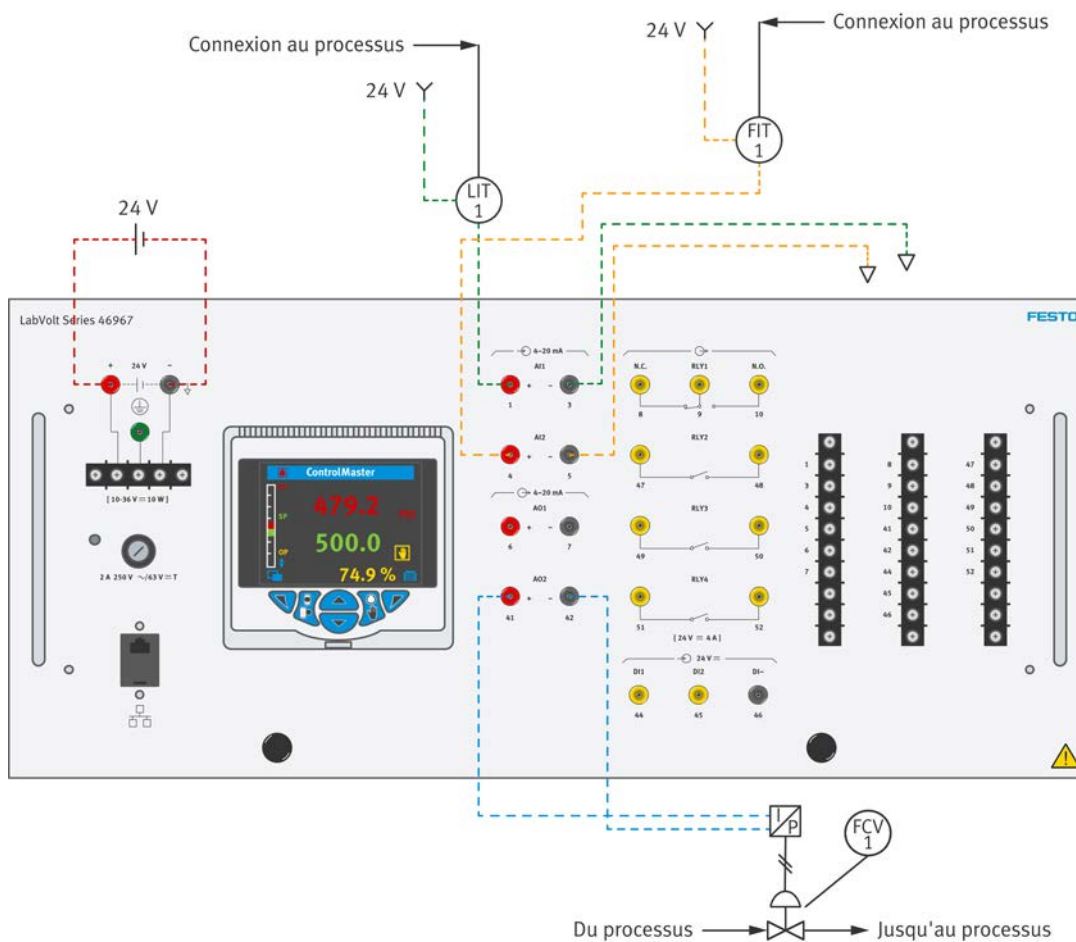 Connexion au processus
24 V
LIT
1
24 V
Connexion au processus
FIT
1
24 V
LabVolt Series 46967
FESTO
+ 24 V -
[ 10-36 V ⎓ 10 W ]
2 A 250 V ∼/63 V ⎓ T
ControlMaster
479.2
SP
500.0
OP
74.9 %
4-20 mA
AI1
+ -
1 3
AI2
+ -
4 5
4-20 mA
AO1
+ -
6 7
AO2
+ -
41 42
N.C. RLY1 N.O.
8 9 10
RLY2
47 48
RLY3
49 50
RLY4
51 52
[ 24 V ⎓ 4 A ]
24 V ⎓
DI1 DI2 DI-
44 45 46
1 8 47
3 9 48
4 10 49
5 41 50
6 42 51
7 44 52
45
46
I
P
FCV
1
Du processus
Jusqu'au processus